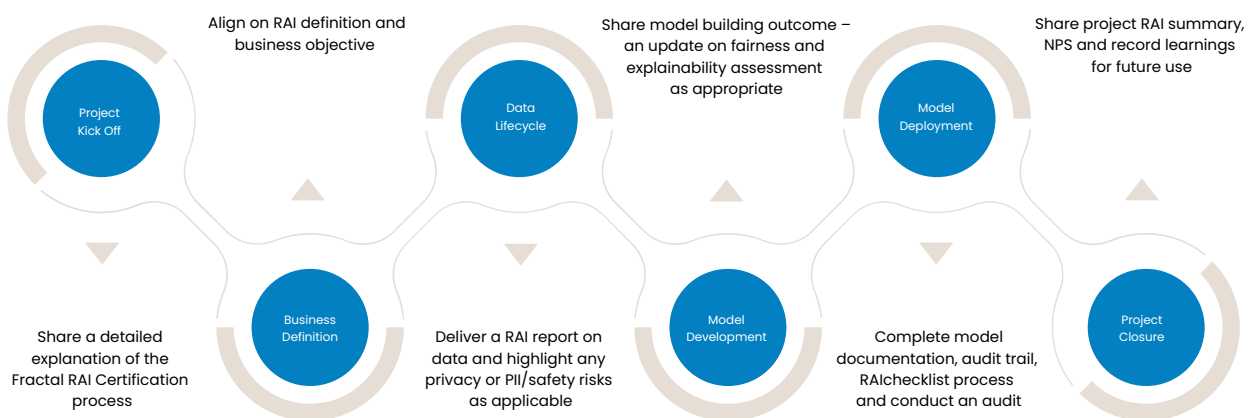 Project
Kick Off
Share a detailed
explanation of the
Fractal RAI Certification
process
Align on RAI definition and
business objective
Business
Definition
Data
Lifecycle
Deliver a RAI report on
data and highlight any
privacy or PII/safety risks
as applicable
Share model building outcome –
an update on fairness and
explainability assessment
as appropriate
Model
Development
Model
Deployment
Complete model
documentation, audit trail,
RAIchecklist process
and conduct an audit
Share project RAI summary,
NPS and record learnings
for future use
Project
Closure